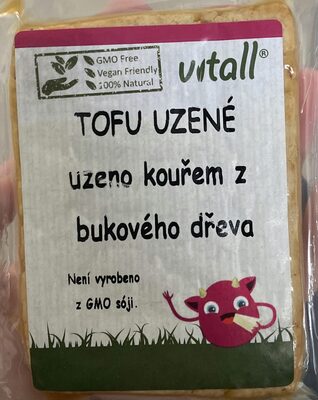 GMO Free
Vegan Friendly
100% Natural
vitall®
TOFU UZENÉ
uzeno kouřem z
bukového dřeva
Není vyrobeno
z GMO sóji.